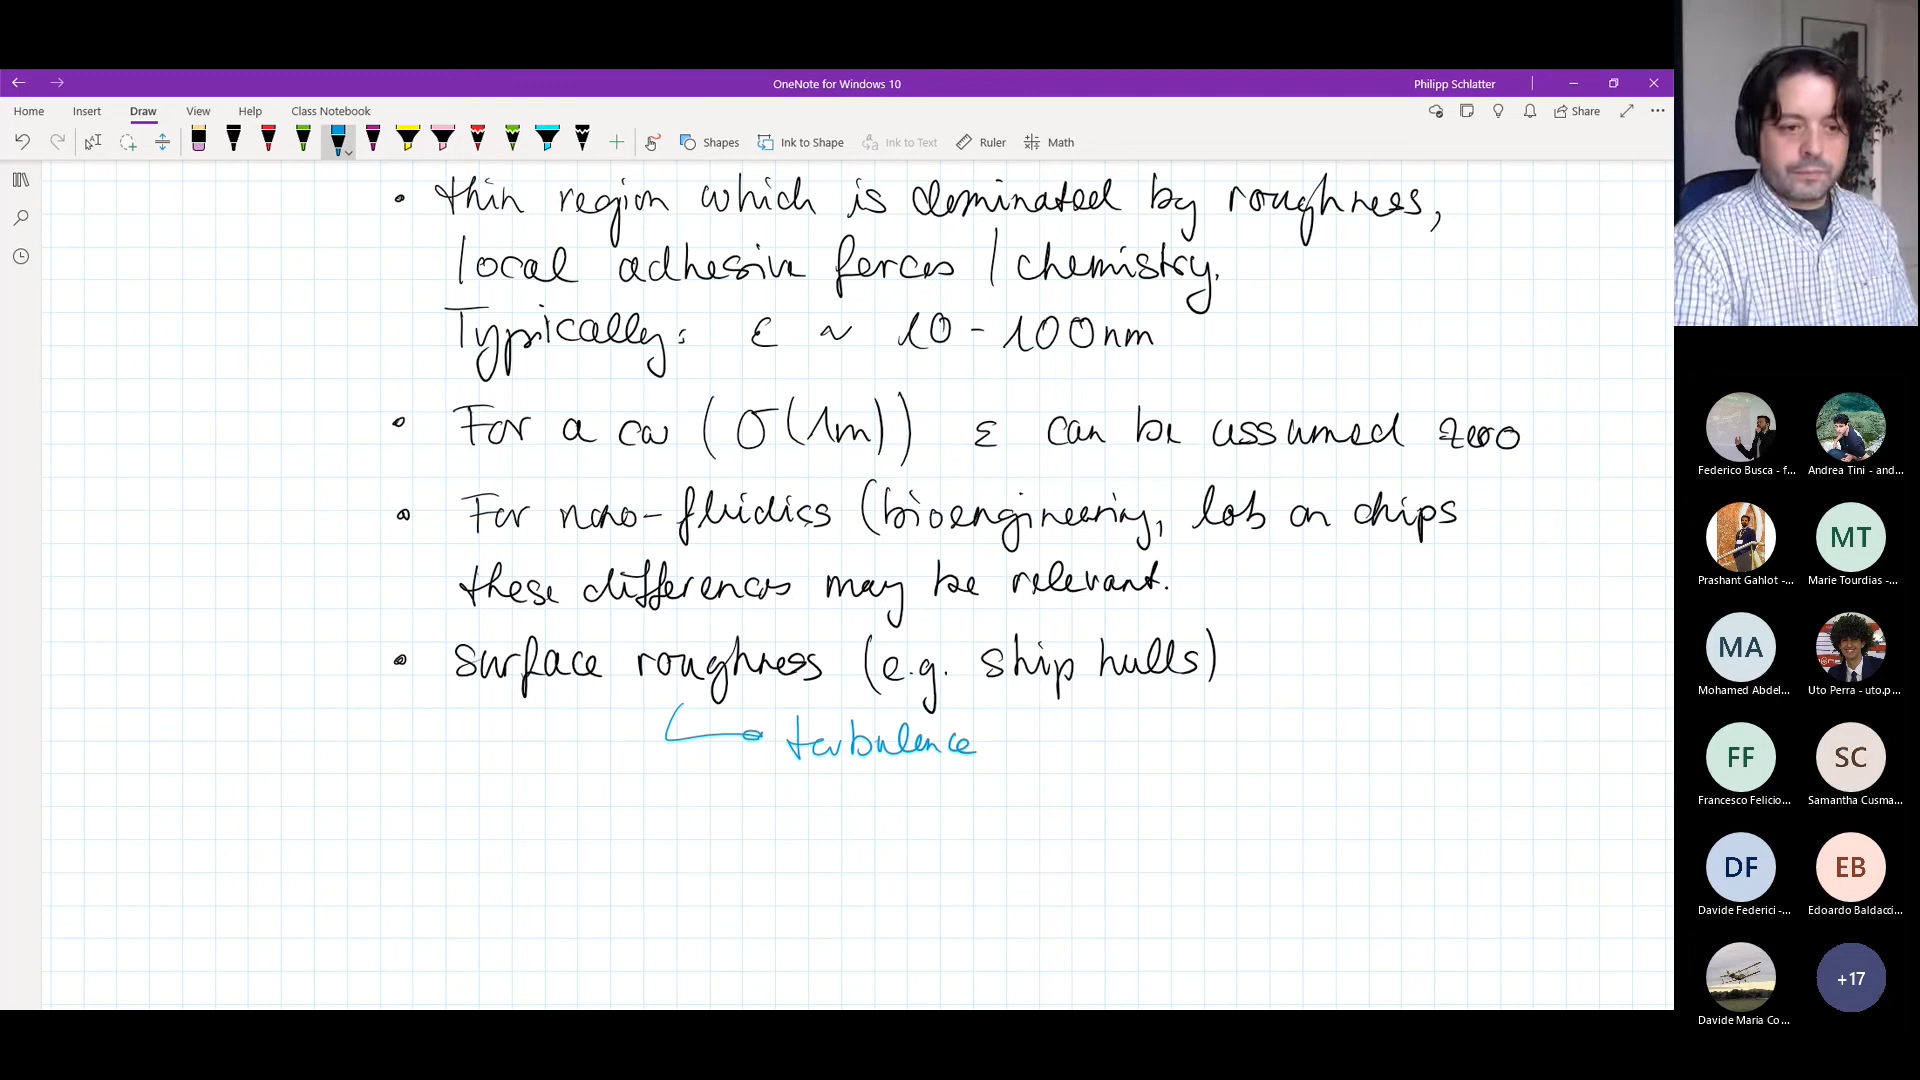 OneNote for Windows 10
Philipp Schlatter
Home Insert Draw View Help Class Notebook
Share
Shapes Ink to Shape Ink to Text Ruler Math
• thin region which is dominated by roughness,
local adhesive forces / chemistry.
Typically: ε ~ 10 - 100nm
• For a car (O(1m)) ε can be assumed zero
• For nano-fluidics (bioengineering, lab on chips
these differences may be relevant.
• surface roughness (e.g. ship hulls)
turbulence
Federico Busca - f... Andrea Tini - and...
MT
Prashant Gahlot -... Marie Tourdias -...
MA
Mohamed Abdel... Uto Perra - uto.p...
FF SC
Francesco Felicio... Samantha Cusma...
DF EB
Davide Federici -... Edoardo Baldacci...
+17
Davide Maria Co...